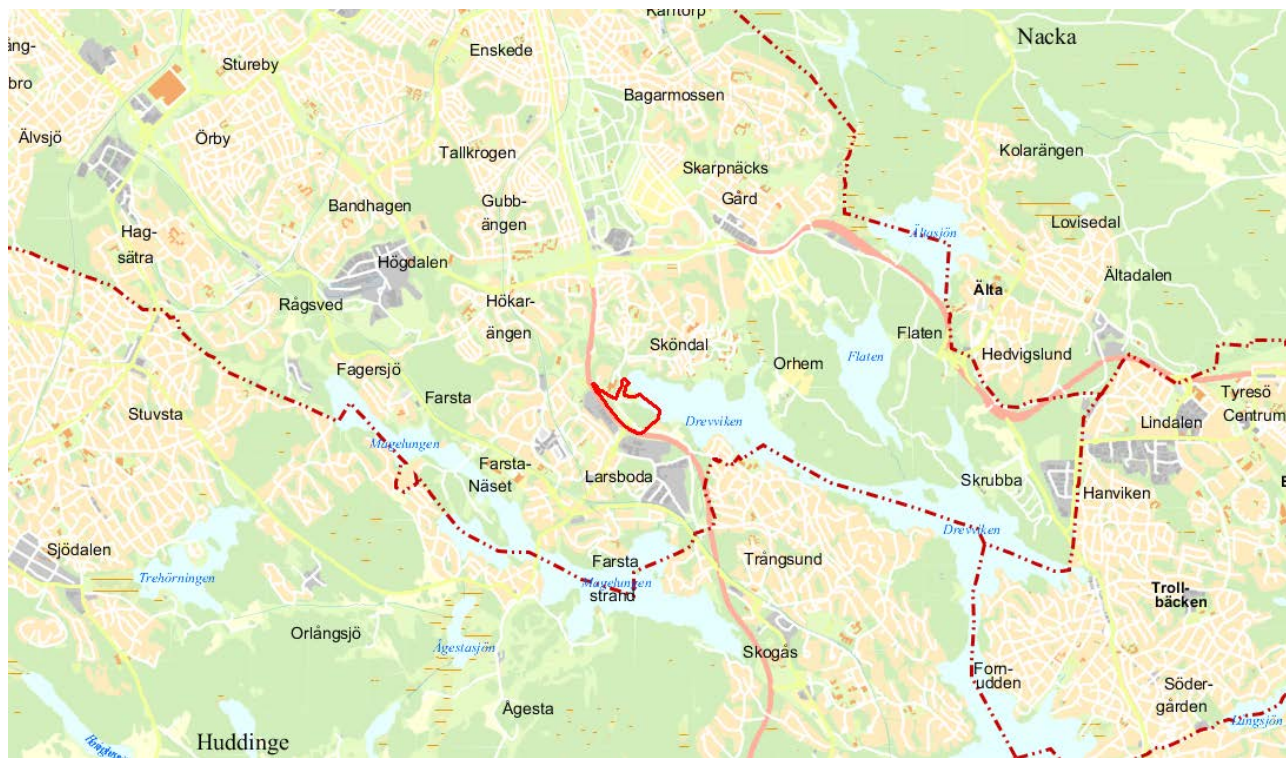 Kärrtorp
Nacka
Enskede
ång-
bro
Stureby
Bagarmossen
Älvsjö
Örby
Tallkrogen
Kolarängen
Skarpnäcks
Gård
Bandhagen
Gubb-
ängen
Lovisedal
Hag-
sätra
Högdalen
Ältasjön
Ältadalen
Älta
Rågsved
Hökar-
ängen
Sköndal
Flaten
Flaten
Hedvigslund
Orhem
Fagersjö
Farsta
Tyresö
Centrum
Stuvsta
Magelungen
Drevviken
Lindalen
Farsta-
Näset
Larsboda
Skrubba
Hanviken
Drevviken
Sjödalen
Trehörningen
Farsta
strand
Magelungen
Trångsund
Troll-
bäcken
Orlångsjö
Ågestasjön
Skogås
Forn-
udden
Söder-
gården
Ågesta
Långsjön
Huddinge